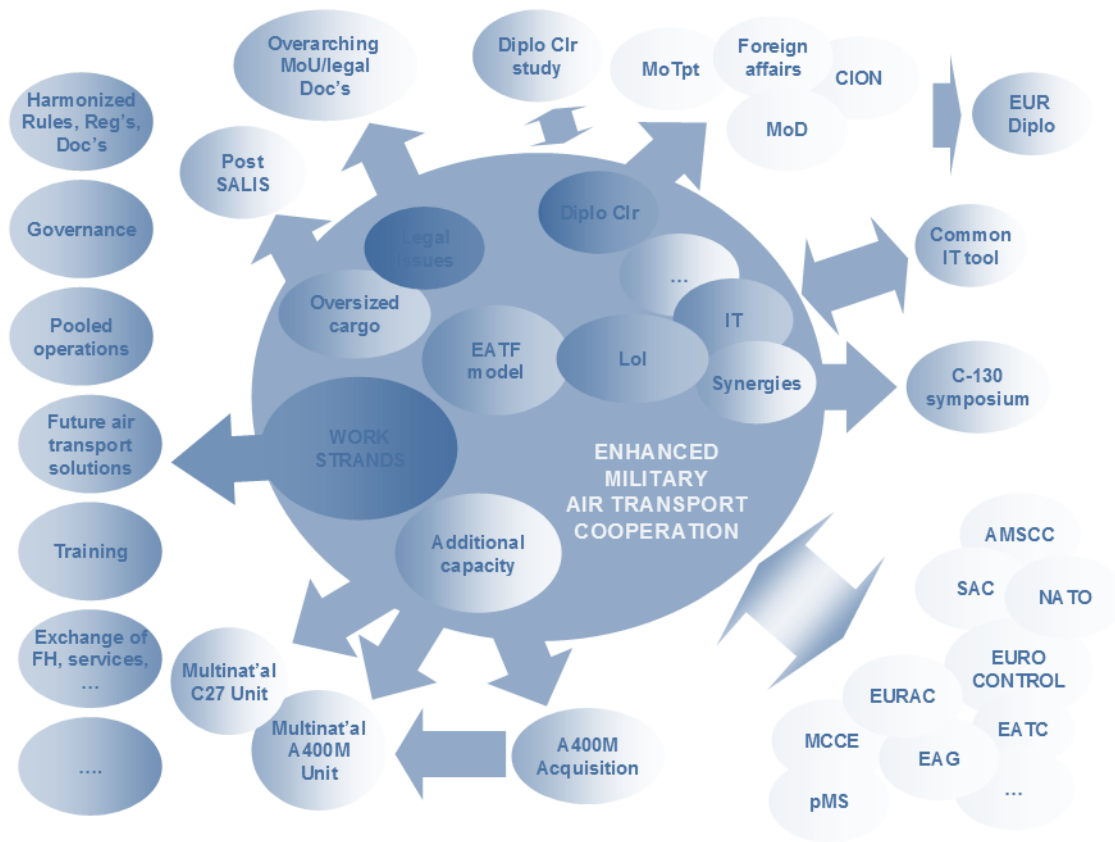 Harmonized
Rules, Reg's,
Doc's
Governance
Pooled
operations
Future air
transport
solutions
Training
Exchange of
FH, services,
…
….
Overarching
MoU/legal
Doc's
Post
SALIS
Diplo Clr
study
MoTpt
Foreign
affairs
CION
MoD
EUR
Diplo
Common
IT tool
C-130
symposium
Legal
issues
Oversized
cargo
Diplo Clr
…
IT
EATF
model
LoI
Synergies
WORK
STRANDS
ENHANCED
MILITARY
AIR TRANSPORT
COOPERATION
Additional
capacity
Multinat'al
C27 Unit
Multinat'al
A400M
Unit
A400M
Acquisition
AMSCC
SAC
NATO
EURO
CONTROL
EURAC
EATC
MCCE
EAG
pMS
…